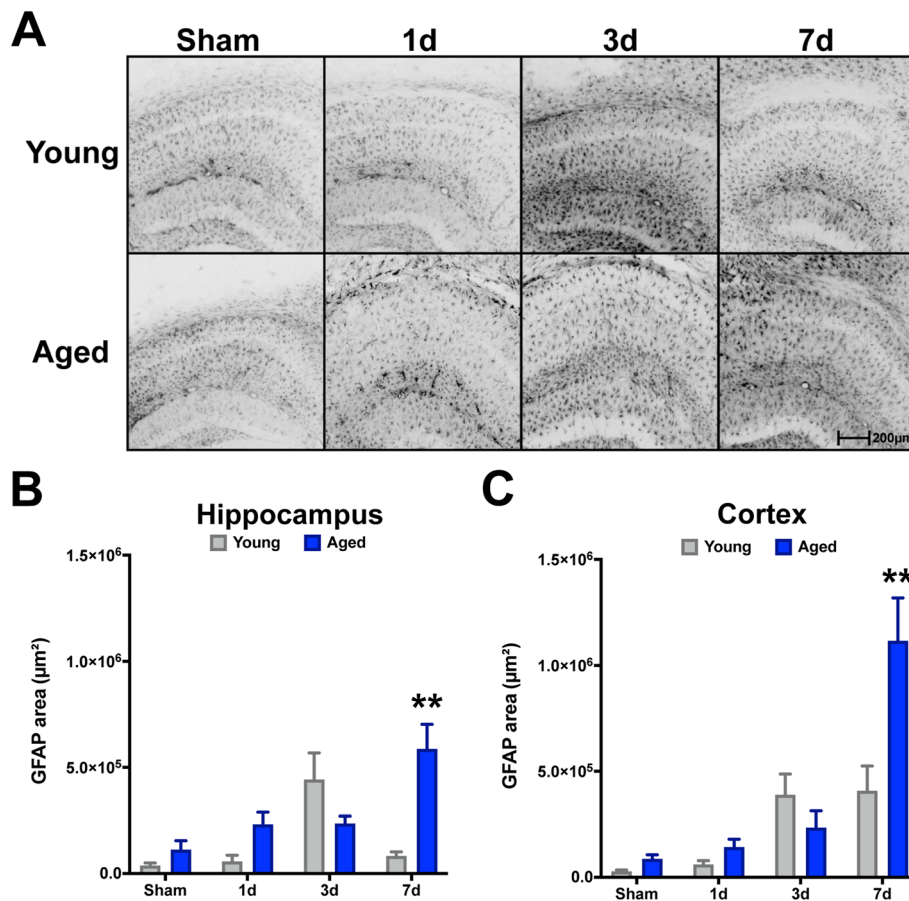 A
Sham 1d 3d 7d
Young
Aged
200µm
B
Hippocampus
Young Aged
GFAP area (µm²)
1.5×10⁶
1.0×10⁶
5.0×10⁵
0.0
**
Sham 1d 3d 7d
C
Cortex
Young Aged
GFAP area (µm²)
1.5×10⁶
1.0×10⁶
5.0×10⁵
0.0
**
Sham 1d 3d 7d